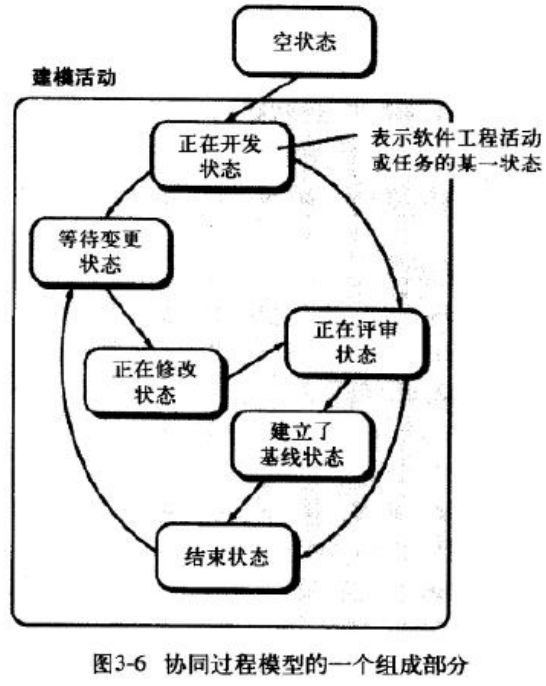 空状态
建模活动
正在开发
状态
表示软件工程活动
或任务的某一状态
等待变更
状态
正在评审
状态
正在修改
状态
建立了
基线状态
结束状态
图3-6 协同过程模型的一个组成部分